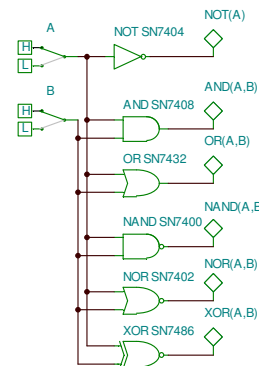 A
NOT SN7404
NOT(A)
H
L
B
AND SN7408
AND(A,B)
H
L
OR SN7432
OR(A,B)
NAND SN7400
NAND(A,B
NOR SN7402
NOR(A,B)
XOR SN7486
XOR(A,B)